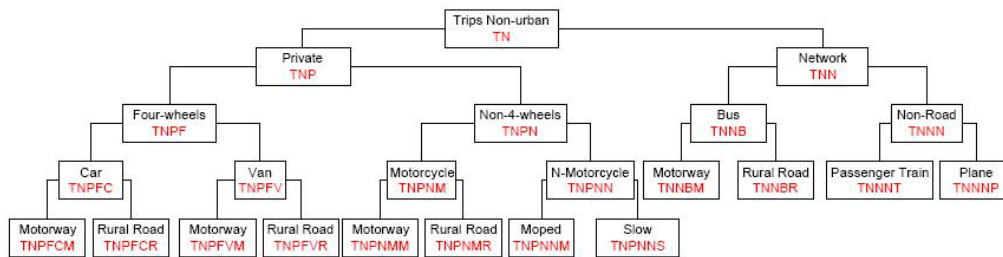 Trips Non-urban
TN
Private
TNP
Network
TNN
Four-wheels
TNPF
Non-4-wheels
TNPN
Bus
TNNB
Non-Road
TNNN
Car
TNPFC
Van
TNPFV
Motorcycle
TNPNM
N-Motorcycle
TNPNN
Motorway
TNNBM
Rural Road
TNNBR
Passenger Train
TNNNT
Plane
TNNNP
Motorway
TNPFCM
Rural Road
TNPFCR
Motorway
TNPFVM
Rural Road
TNPFVR
Motorway
TNPNMM
Rural Road
TNPNMR
Moped
TNPNNM
Slow
TNPNNS